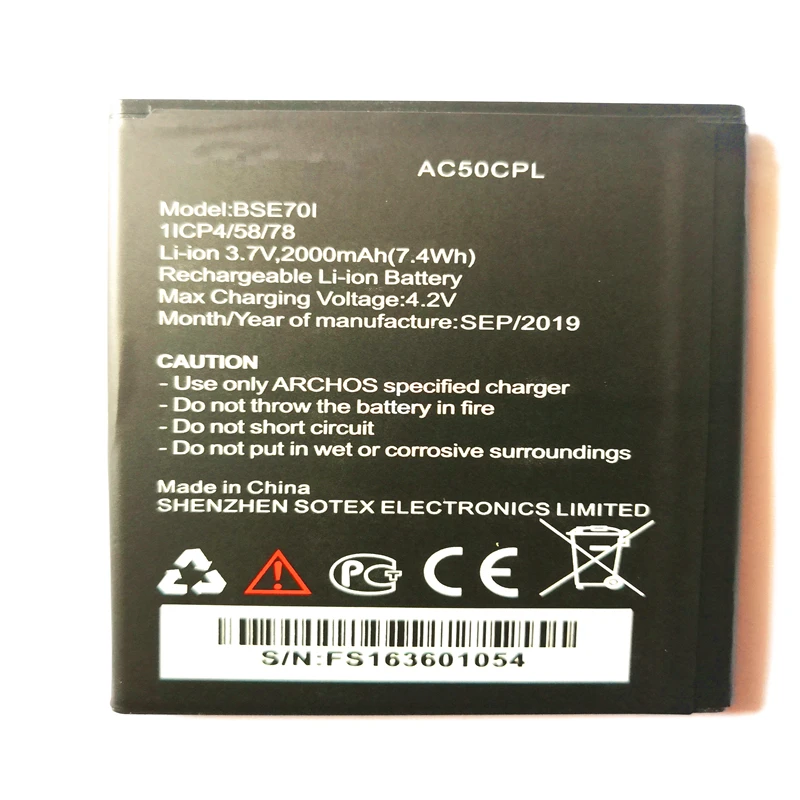 AC50CPL
Model:BSE70I
1ICP4/58/78
Li-ion 3.7V,2000mAh(7.4Wh)
Rechargeable Li-ion Battery
Max Charging Voltage:4.2V
Month/Year of manufacture:SEP/2019
CAUTION
- Use only ARCHOS specified charger
- Do not throw the battery in fire
- Do not short circuit
- Do not put in wet or corrosive surroundings
Made in China
SHENZHEN SOTEX ELECTRONICS LIMITED
РСТ CE
S/N:FS163601054